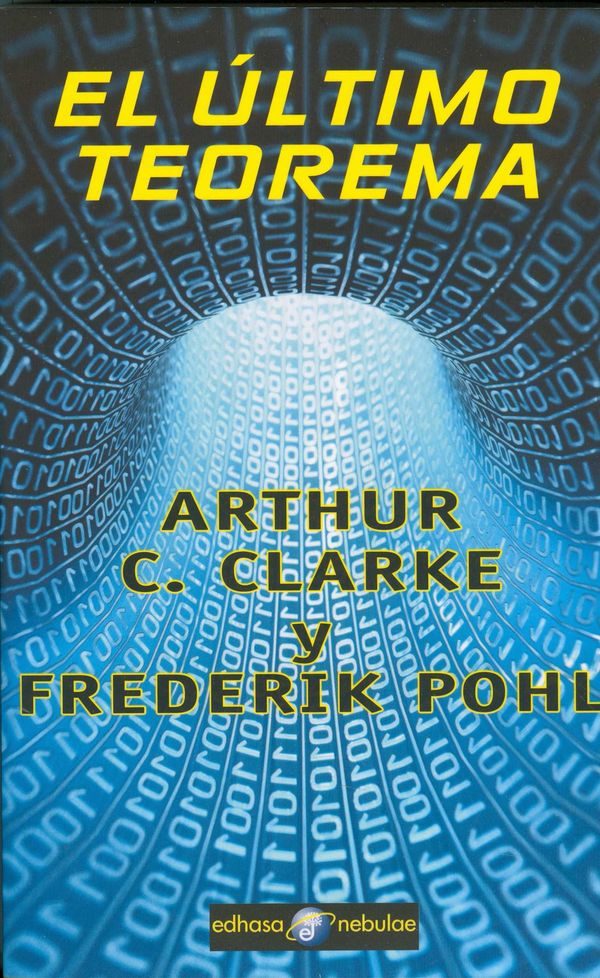 EL ÚLTIMO
TEOREMA
ARTHUR
C. CLARKE
y
FREDERIK POHL
edhasa nebulae